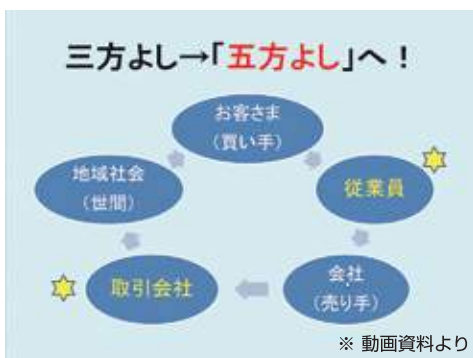 三方よし→「五方よし」へ！
お客さま
（買い手）
従業員
会社
（売り手）
取引会社
地域社会
（世間）
※ 動画資料より